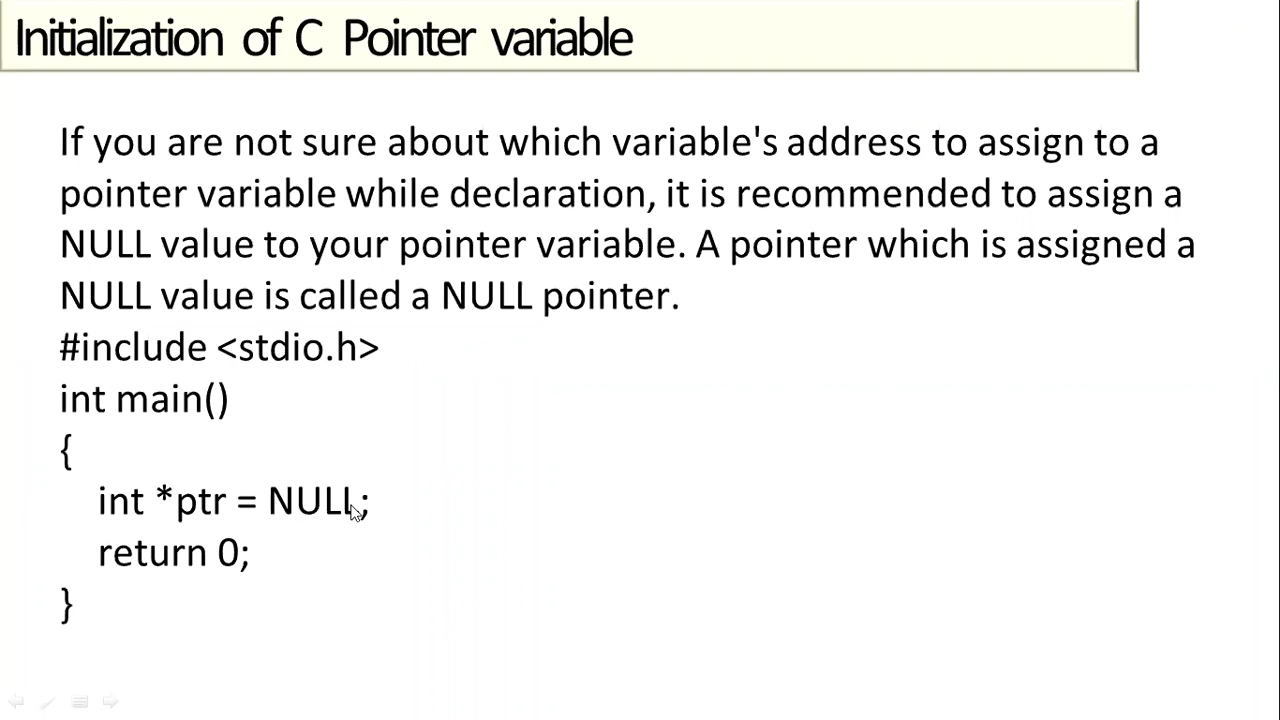 Initialization of C Pointer variable
If you are not sure about which variable's address to assign to a
pointer variable while declaration, it is recommended to assign a
NULL value to your pointer variable. A pointer which is assigned a
NULL value is called a NULL pointer.
#include <stdio.h>
int main()
{
int *ptr = NULL;
return 0;
}